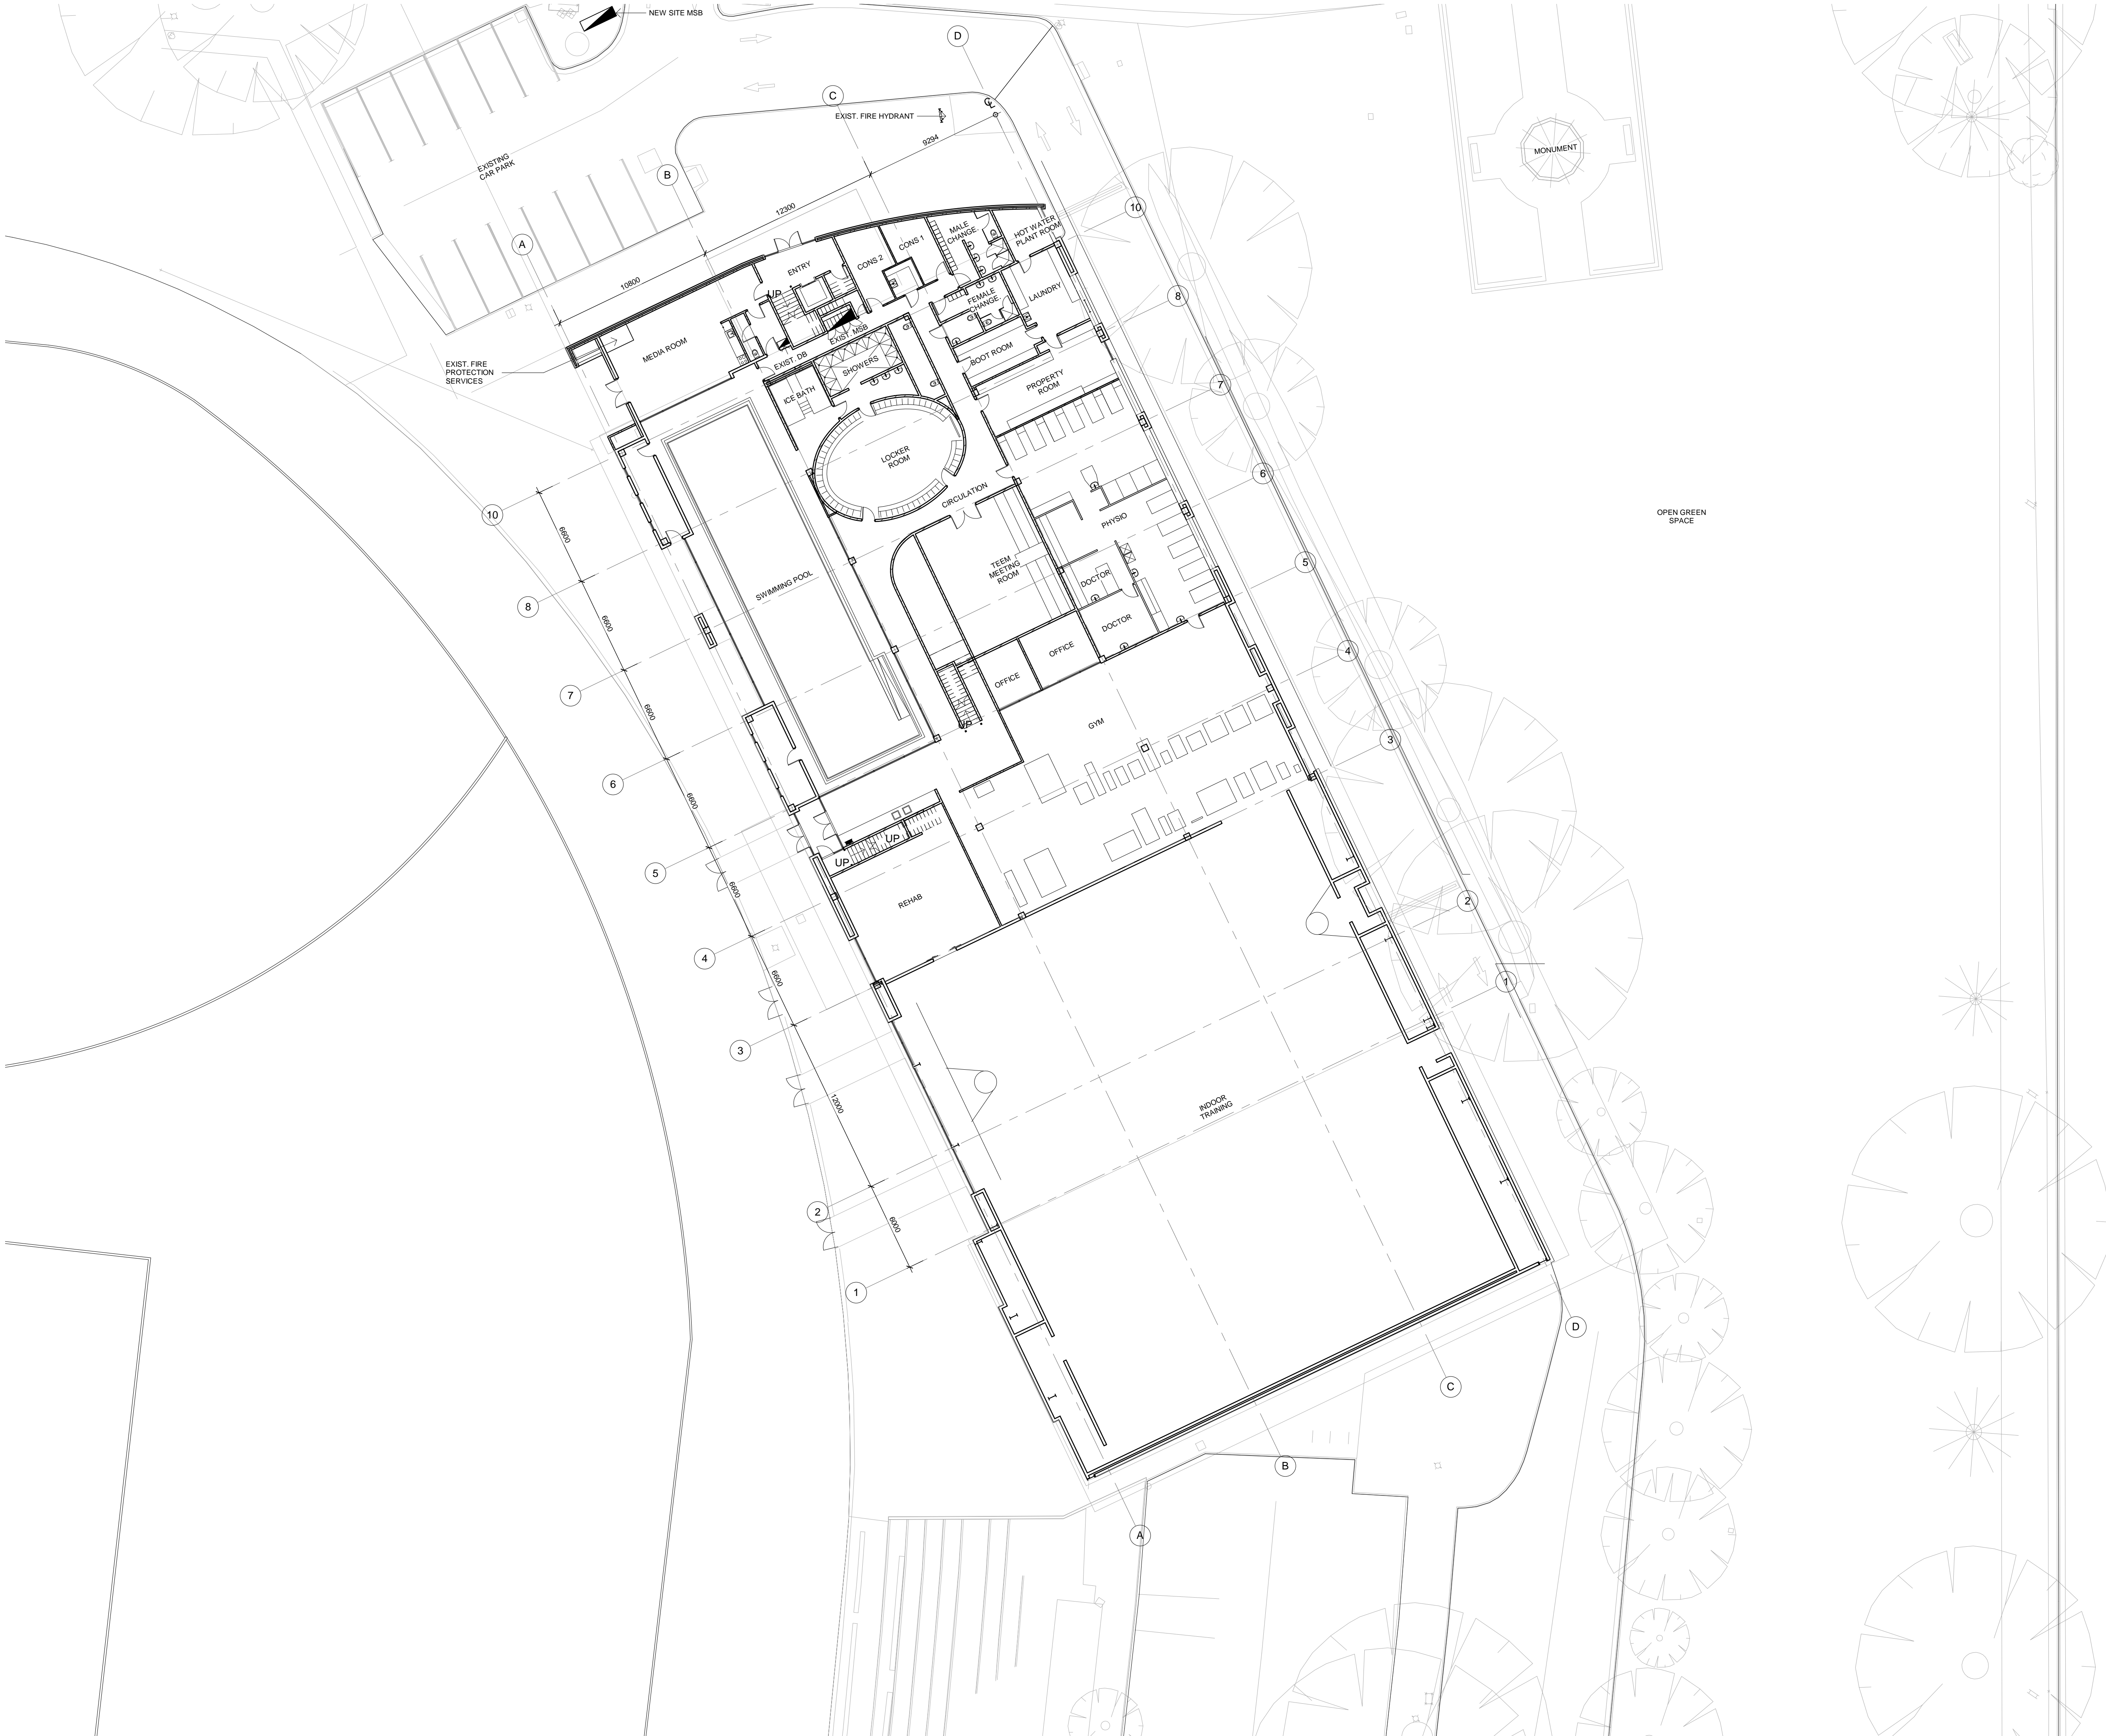 NEW SITE MSB
D
C
EXIST. FIRE HYDRANT
℄
9294
MONUMENT
EXISTING
CAR PARK
B
12300
10
A
10800
ENTRY
CONS 2
CONS 1
MALE
CHANGE
HOT WATER
PLANT ROOM
UP
FEMALE
CHANGE
LAUNDRY
8
EXIST. FIRE
PROTECTION
SERVICES
MEDIA ROOM
EXIST. DB
EXIST. MSB
SHOWERS
BOOT ROOM
PROPERTY
ROOM
7
ICE BATH
LOCKER
ROOM
CIRCULATION
6
10
6600
OPEN GREEN
SPACE
PHYSIO
TEEM
MEETING
ROOM
DOCTOR
5
SWIMMING POOL
8
6600
DOCTOR
OFFICE
OFFICE
4
7
6600
UP
GYM
3
6
6600
UP
UP
5
6600
REHAB
2
4
6600
1
3
12000
INDOOR
TRAINING
2
6000
1
D
C
B
A